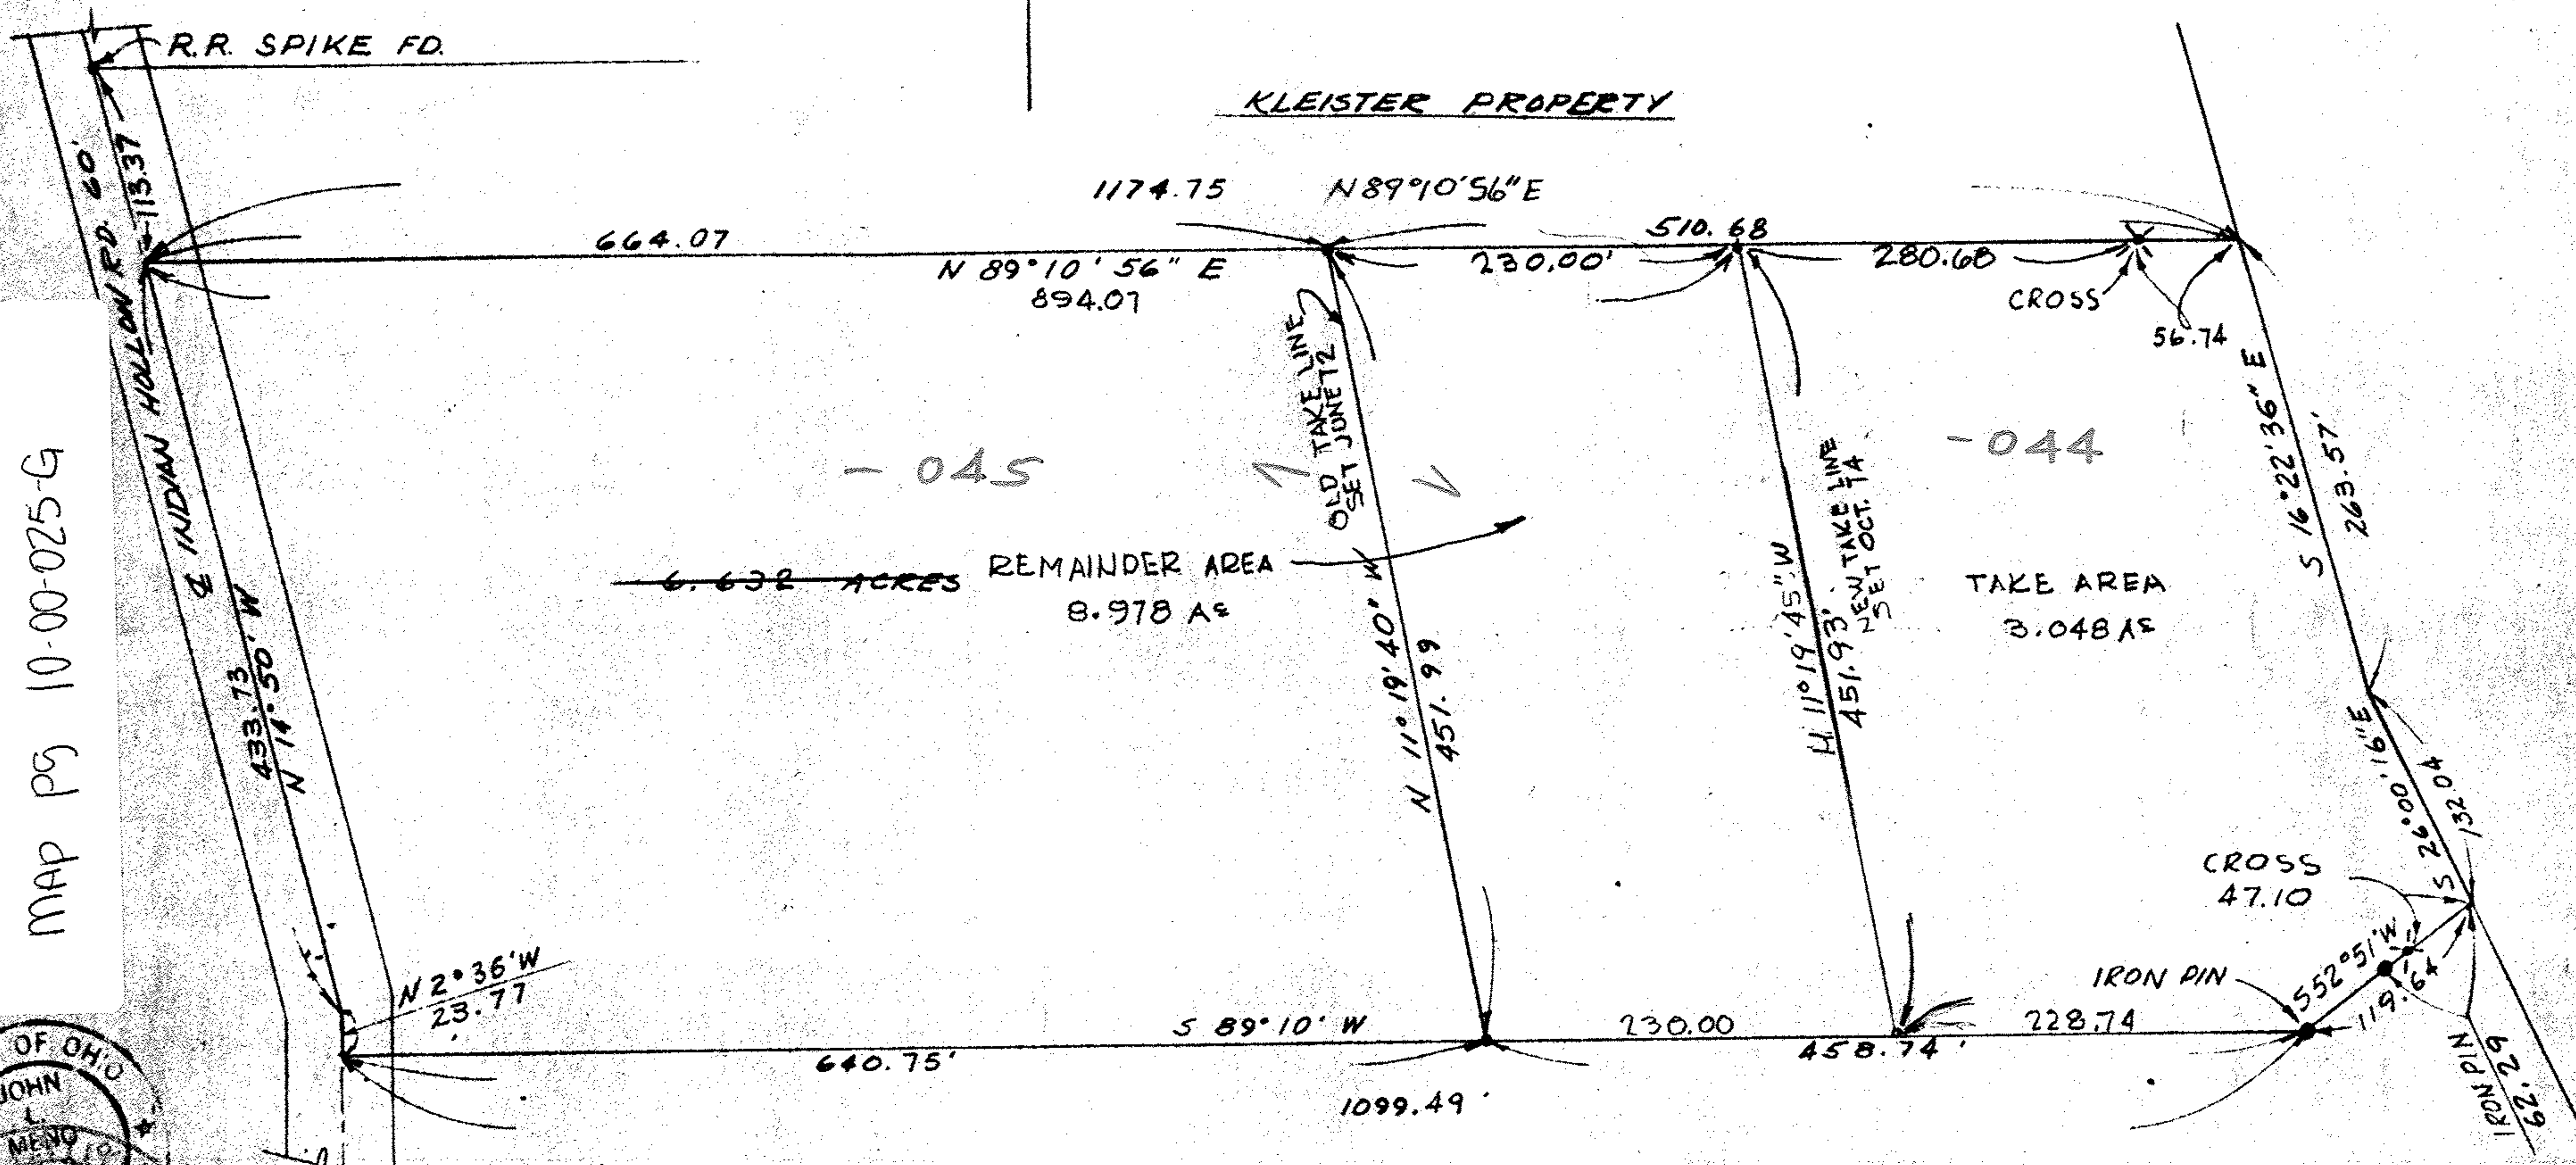 R.R. SPIKE FD.
KLEISTER PROPERTY
INDIAN HOLLOW RD. 60'
113.37
1174.75 N89°10'56"E
664.07
510.68
N 89°10'56" E
894.07
230.00'
280.68
CROSS
56.74
OLD TAKE LINE
SET JUNE 72
- 045
- 044
S 16°22'36" E
263.57'
6.632 ACRES
REMAINDER AREA
8.978 Ac
NEW TAKE LINE
SET OCT. 74
TAKE AREA
3.048 Ac
N 11°19'40" W
451.99
N 11°19'45" W
451.93'
433.73
N 14°50' W
S 26°00'16"E
132.04
CROSS
47.10
N 2°36'W
23.77
S52°51'W
119.64
IRON PIN
S 89°10' W
230.00
228.74
640.75'
458.74'
1099.49'
IRON PIN
62.29
MAP Pg 10-00-025-G
OF OHIO
JOHN
L.